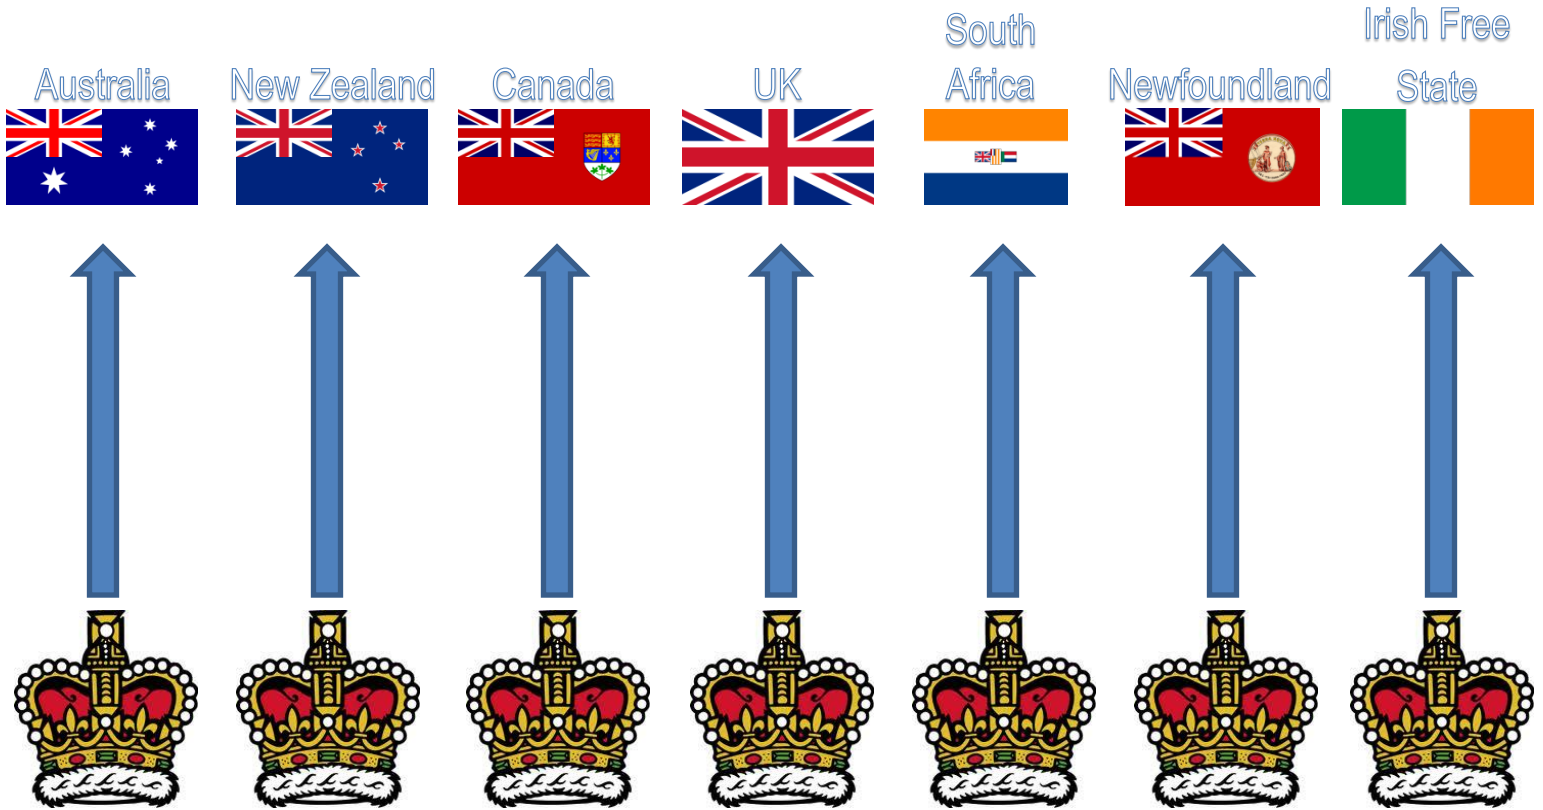 Australia
New Zealand
Canada
UK
South
Africa
Newfoundland
Irish Free
State